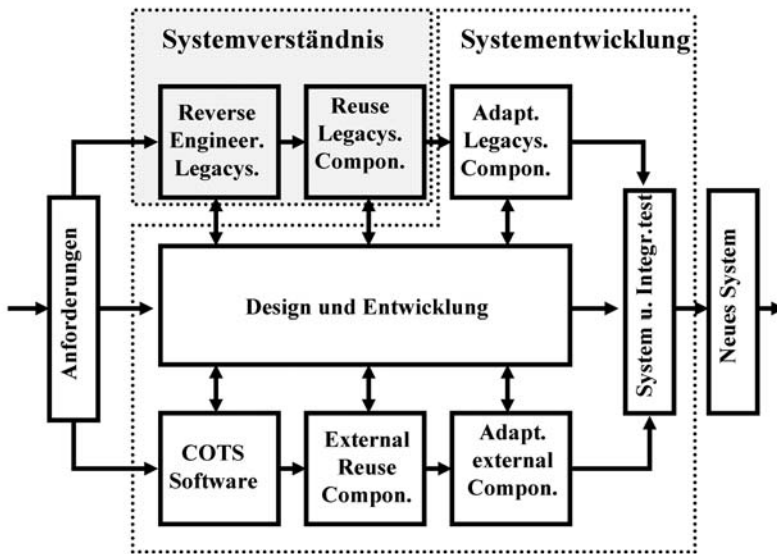 Systemverständnis
Systementwicklung
Reverse
Engineer.
Legacys.
Reuse
Legacys.
Compon.
Adapt.
Legacys.
Compon.
Anforderungen
Design und Entwicklung
System u. Integr.test
Neues System
COTS
Software
External
Reuse
Compon.
Adapt.
external
Compon.